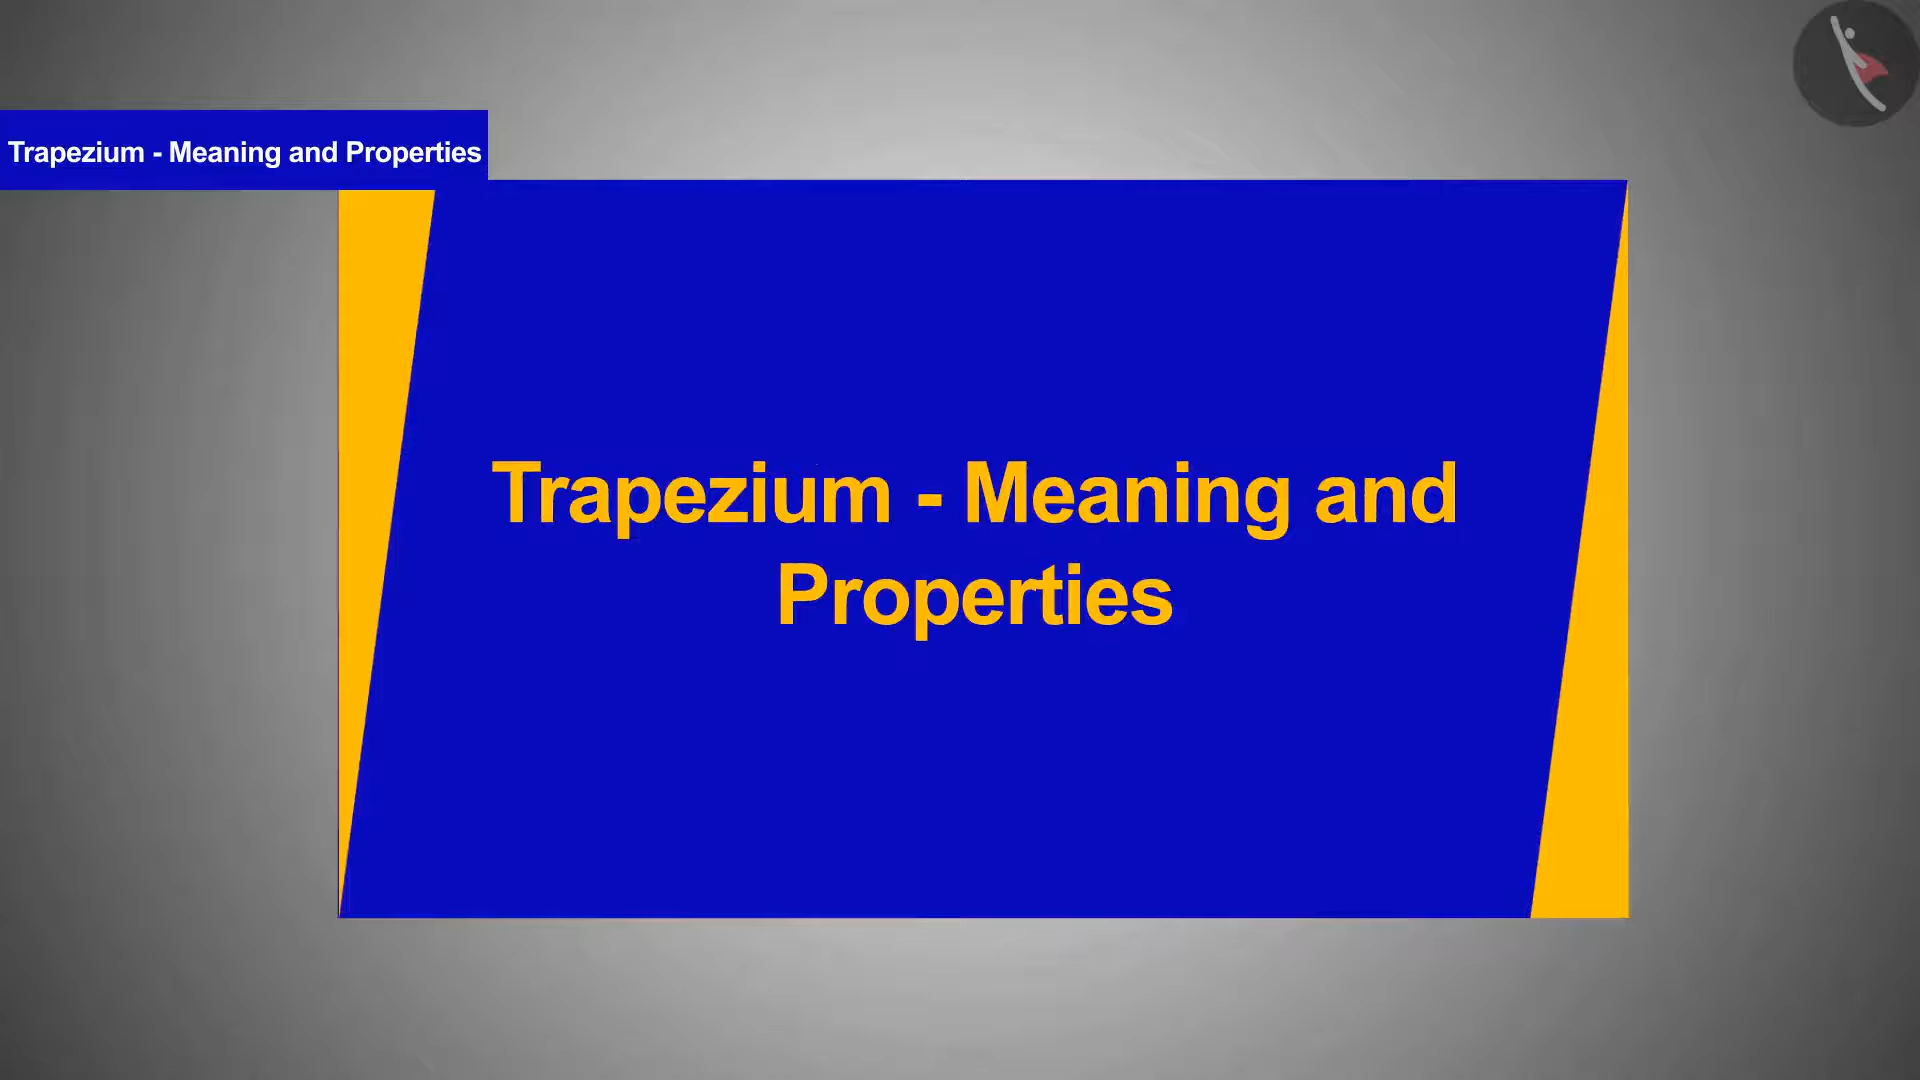 Trapezium - Meaning and Properties
Trapezium - Meaning and
Properties